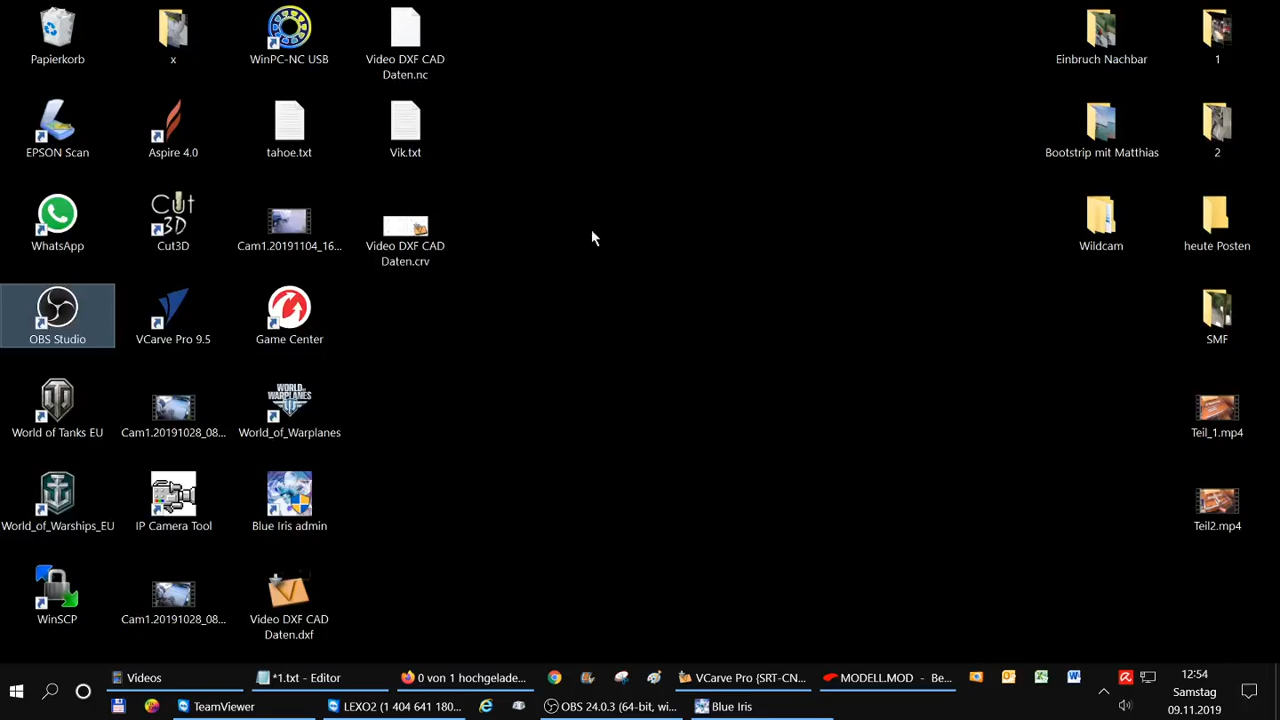 Papierkorb
x
WinPC-NC USB
Video DXF CAD
Daten.nc
Einbruch Nachbar
1
EPSON Scan
Aspire 4.0
tahoe.txt
Vik.txt
Bootstrip mit Matthias
2
WhatsApp
Cut 3D
Cut3D
Cam1.20191104_16...
Video DXF CAD
Daten.crv
Wildcam
heute Posten
OBS Studio
VCarve Pro 9.5
Game Center
SMF
World of Tanks EU
Cam1.20191028_08...
WORLD OF WARPLANES
World_of_Warplanes
Teil_1.mp4
World_of_Warships_EU
IP Camera Tool
Blue Iris admin
Teil2.mp4
WinSCP
Cam1.20191028_08...
Video DXF CAD
Daten.dxf
Videos
*1.txt - Editor
0 von 1 hochgelade...
VCarve Pro {SRT-CN...
MODELL.MOD - Be...
12:54
Samstag
09.11.2019
TeamViewer
LEXO2 (1 404 641 180...
OBS 24.0.3 (64-bit, wi...
Blue Iris